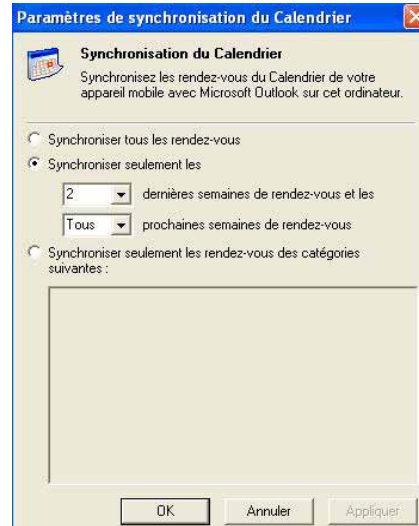 Paramètres de synchronisation du Calendrier
Synchronisation du Calendrier
Synchronisez les rendez-vous du Calendrier de votre
appareil mobile avec Microsoft Outlook sur cet ordinateur.
Synchroniser tous les rendez-vous
Synchroniser seulement les
2 dernières semaines de rendez-vous et les
Tous prochaines semaines de rendez-vous
Synchroniser seulement les rendez-vous des catégories
suivantes :
OK Annuler Appliquer